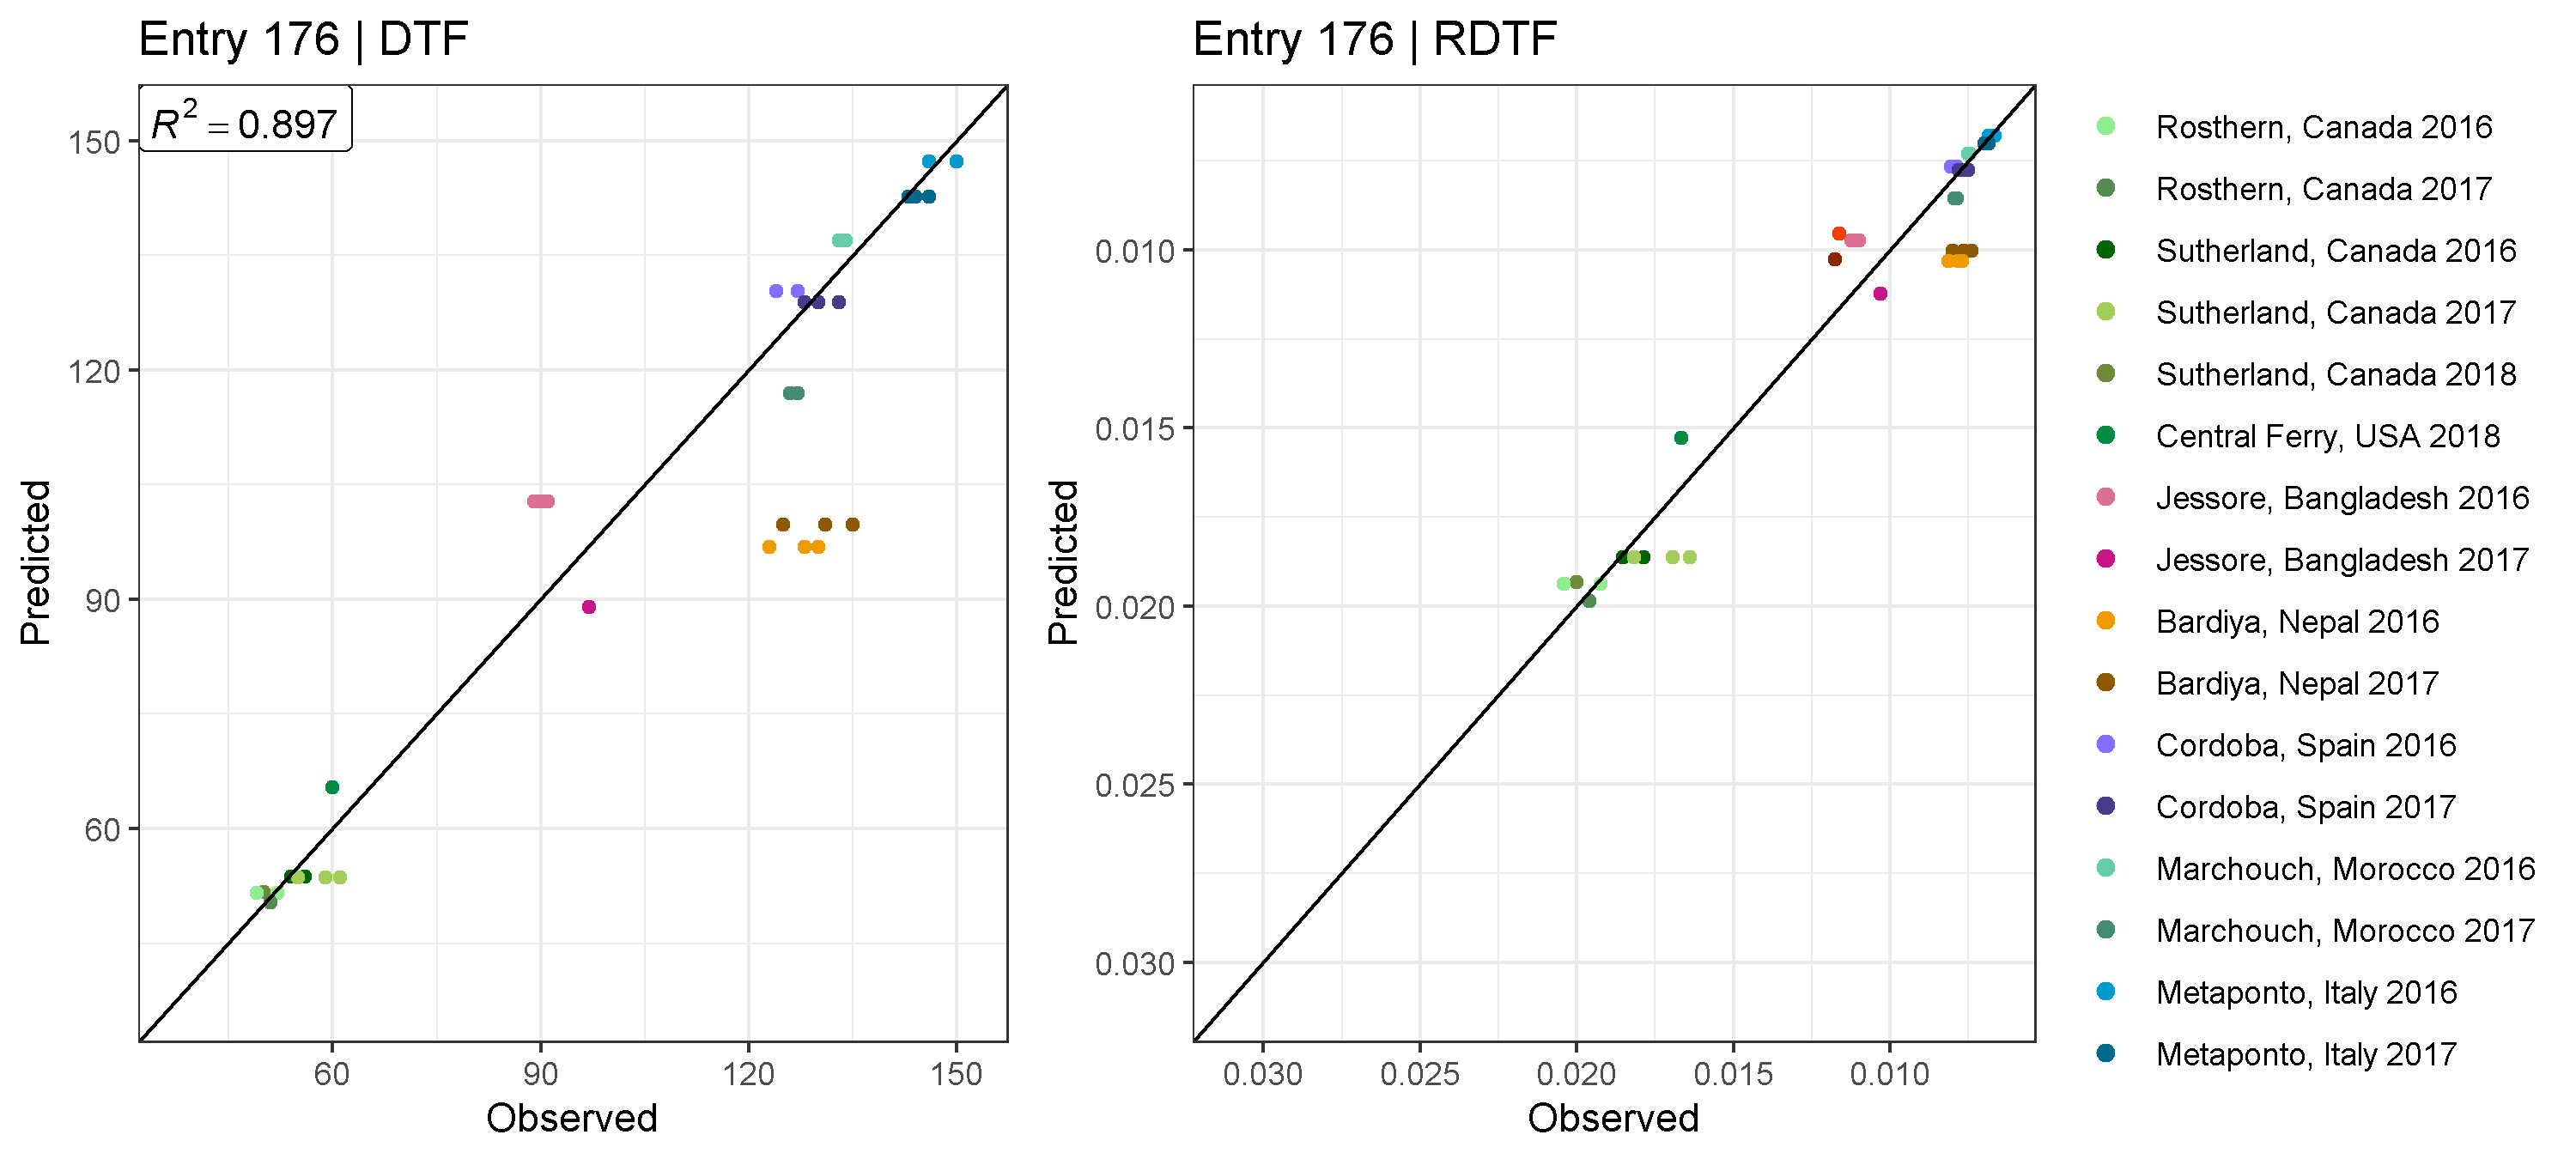 Entry 176 | DTF
R² = 0.897
150
120
90
60
Predicted
60 90 120 150
Observed
Entry 176 | RDTF
0.010
0.015
0.020
0.025
0.030
Predicted
0.030 0.025 0.020 0.015 0.010
Observed
Rosthern, Canada 2016
Rosthern, Canada 2017
Sutherland, Canada 2016
Sutherland, Canada 2017
Sutherland, Canada 2018
Central Ferry, USA 2018
Jessore, Bangladesh 2016
Jessore, Bangladesh 2017
Bardiya, Nepal 2016
Bardiya, Nepal 2017
Cordoba, Spain 2016
Cordoba, Spain 2017
Marchouch, Morocco 2016
Marchouch, Morocco 2017
Metaponto, Italy 2016
Metaponto, Italy 2017